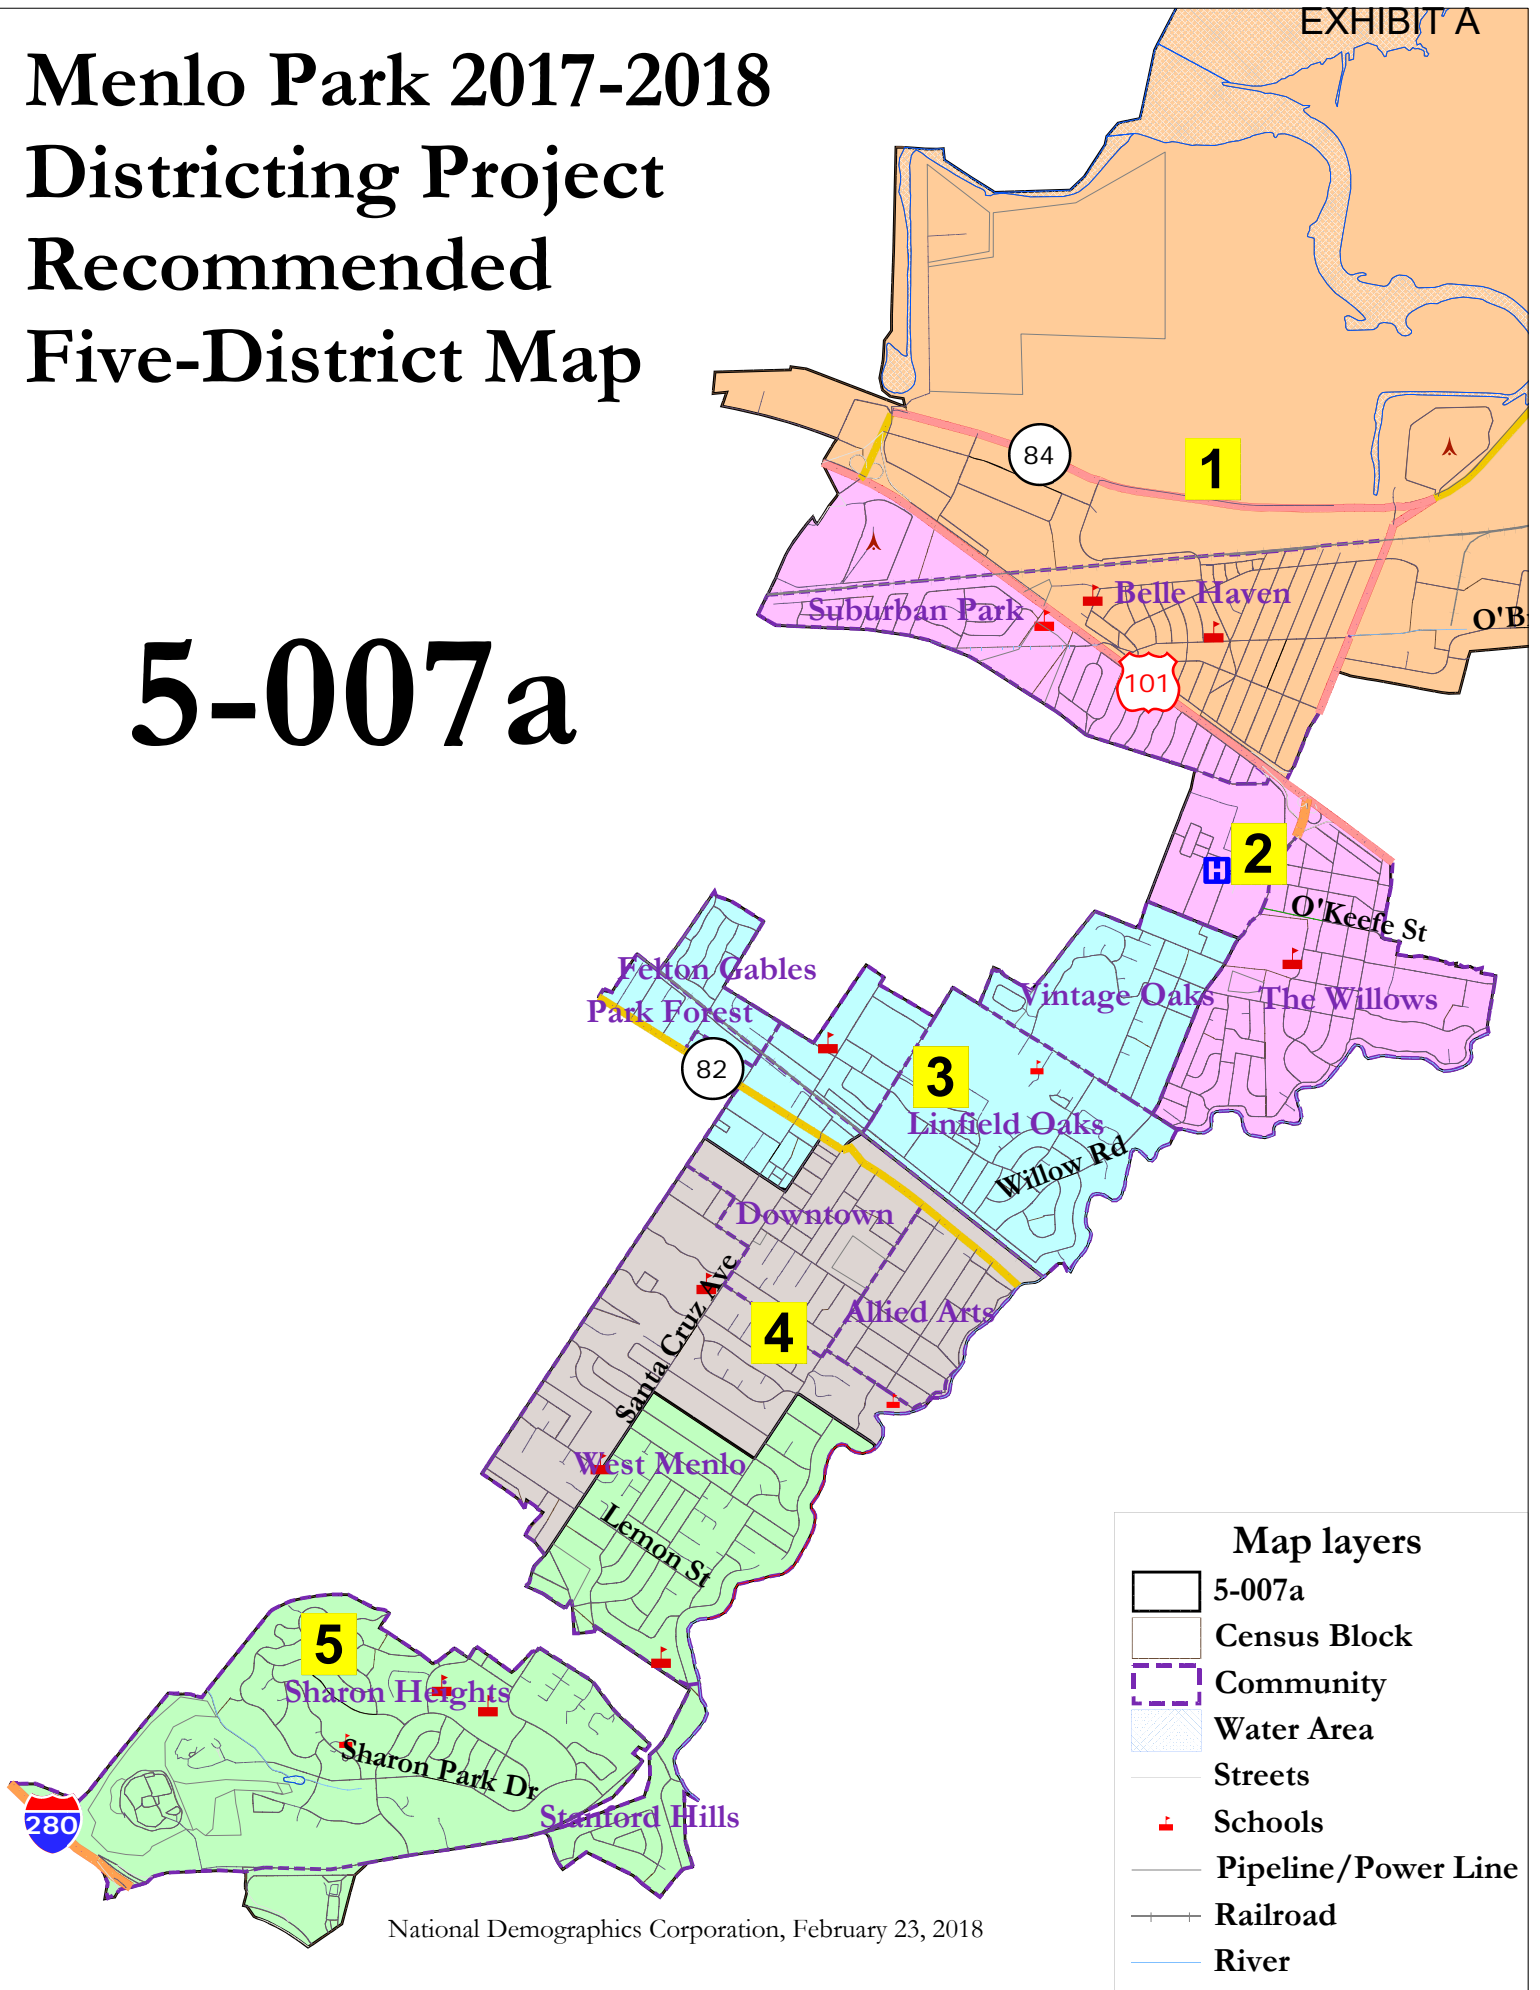 EXHIBIT A
Menlo Park 2017-2018
Districting Project
Recommended
Five-District Map
5-007a
84
1
Belle Haven
Suburban Park
O'B
101
2
H
O'Keefe St
Felton Gables
Vintage Oaks
The Willows
Park Forest
82
3
Linfield Oaks
Willow Rd
Downtown
Santa Cruz Ave
4
Allied Arts
West Menlo
Lemon St
5
Sharon Heights
Sharon Park Dr
Stanford Hills
280
National Demographics Corporation, February 23, 2018
Map layers
5-007a
Census Block
Community
Water Area
Streets
Schools
Pipeline/Power Line
Railroad
River